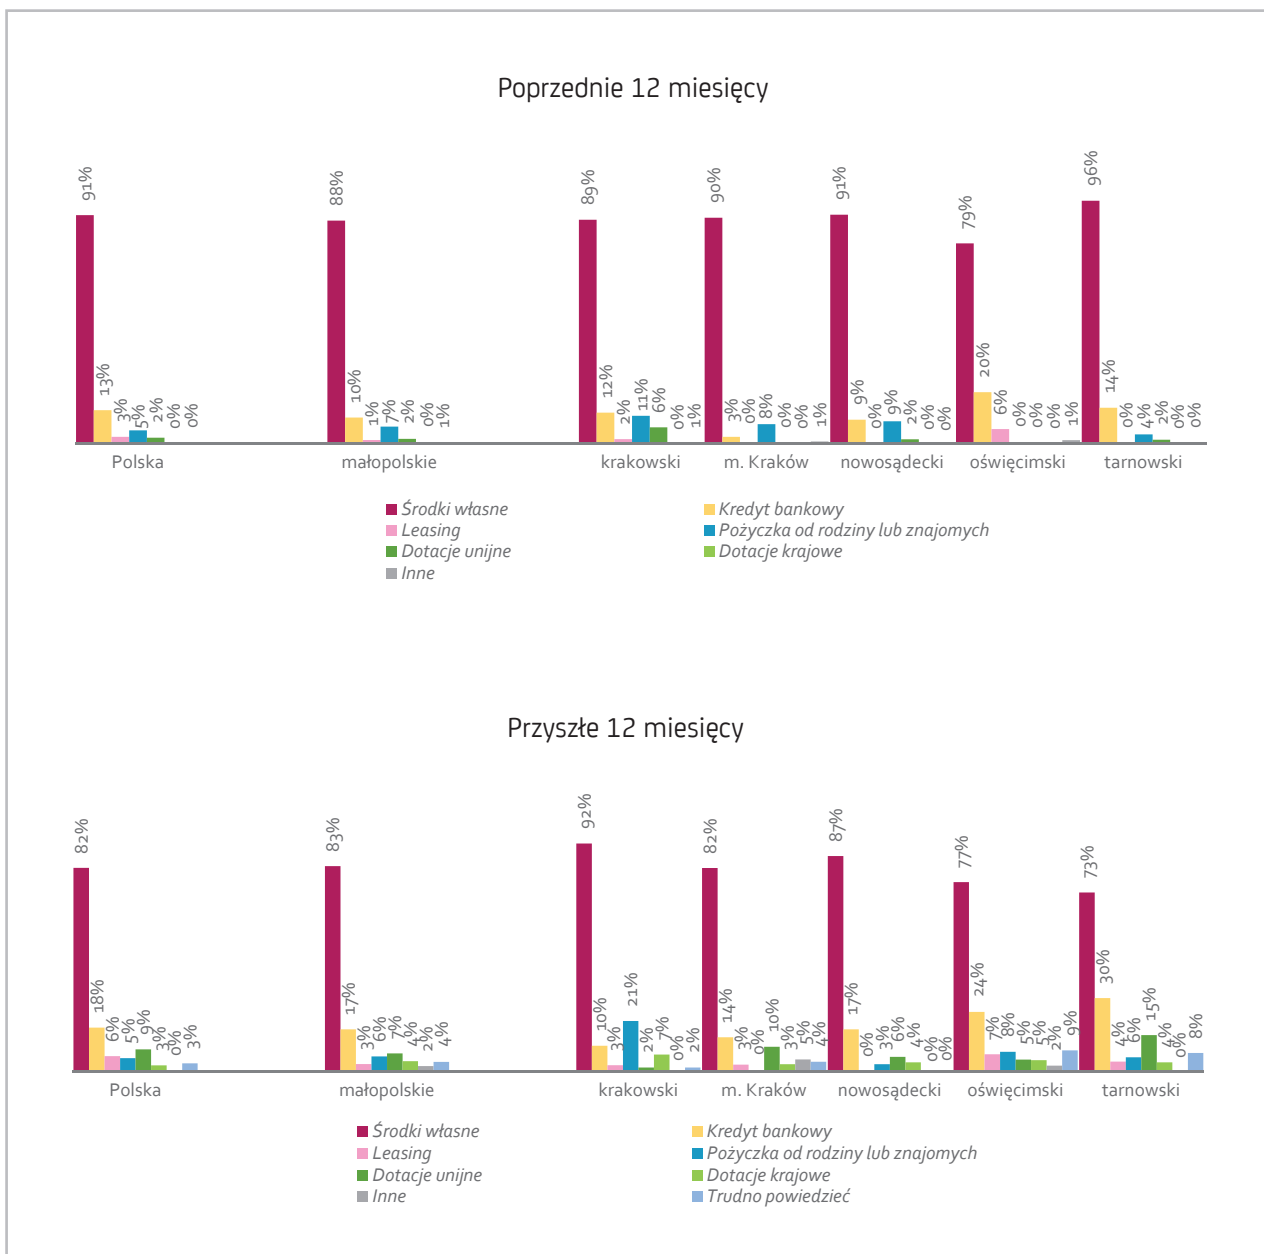 Poprzednie 12 miesięcy
91% 13% 3% 5% 2% 0% 0%
88% 10% 1% 7% 2% 0% 1%
89% 12% 2% 11% 6% 0% 1%
90% 3% 0% 8% 0% 0% 1%
91% 9% 0% 9% 2% 0% 0%
79% 20% 6% 0% 0% 0% 1%
96% 14% 0% 4% 2% 0% 0%
Polska małopolskie krakowski m. Kraków nowosądecki oświęcimski tarnowski
Środki własne Kredyt bankowy
Leasing Pożyczka od rodziny lub znajomych
Dotacje unijne Dotacje krajowe
Inne
Przyszłe 12 miesięcy
82% 18% 6% 5% 9% 3% 0% 3%
83% 17% 3% 6% 7% 4% 2% 4%
92% 10% 3% 21% 2% 7% 0% 2%
82% 14% 3% 0% 10% 3% 5% 4%
87% 17% 0% 3% 6% 4% 0% 0%
77% 24% 7% 8% 5% 5% 2% 9%
73% 30% 4% 6% 15% 4% 0% 8%
Polska małopolskie krakowski m. Kraków nowosądecki oświęcimski tarnowski
Środki własne Kredyt bankowy
Leasing Pożyczka od rodziny lub znajomych
Dotacje unijne Dotacje krajowe
Inne Trudno powiedzieć